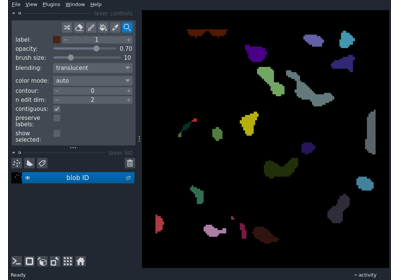 File View Plugins Window Help
layer controls
label: 1
opacity: 0.70
brush size: 10
blending: translucent
color mode: auto
contour: 0
n edit dim: 2
contiguous:
preserve
labels:
show
selected:
layer list
blob ID
Ready
activity